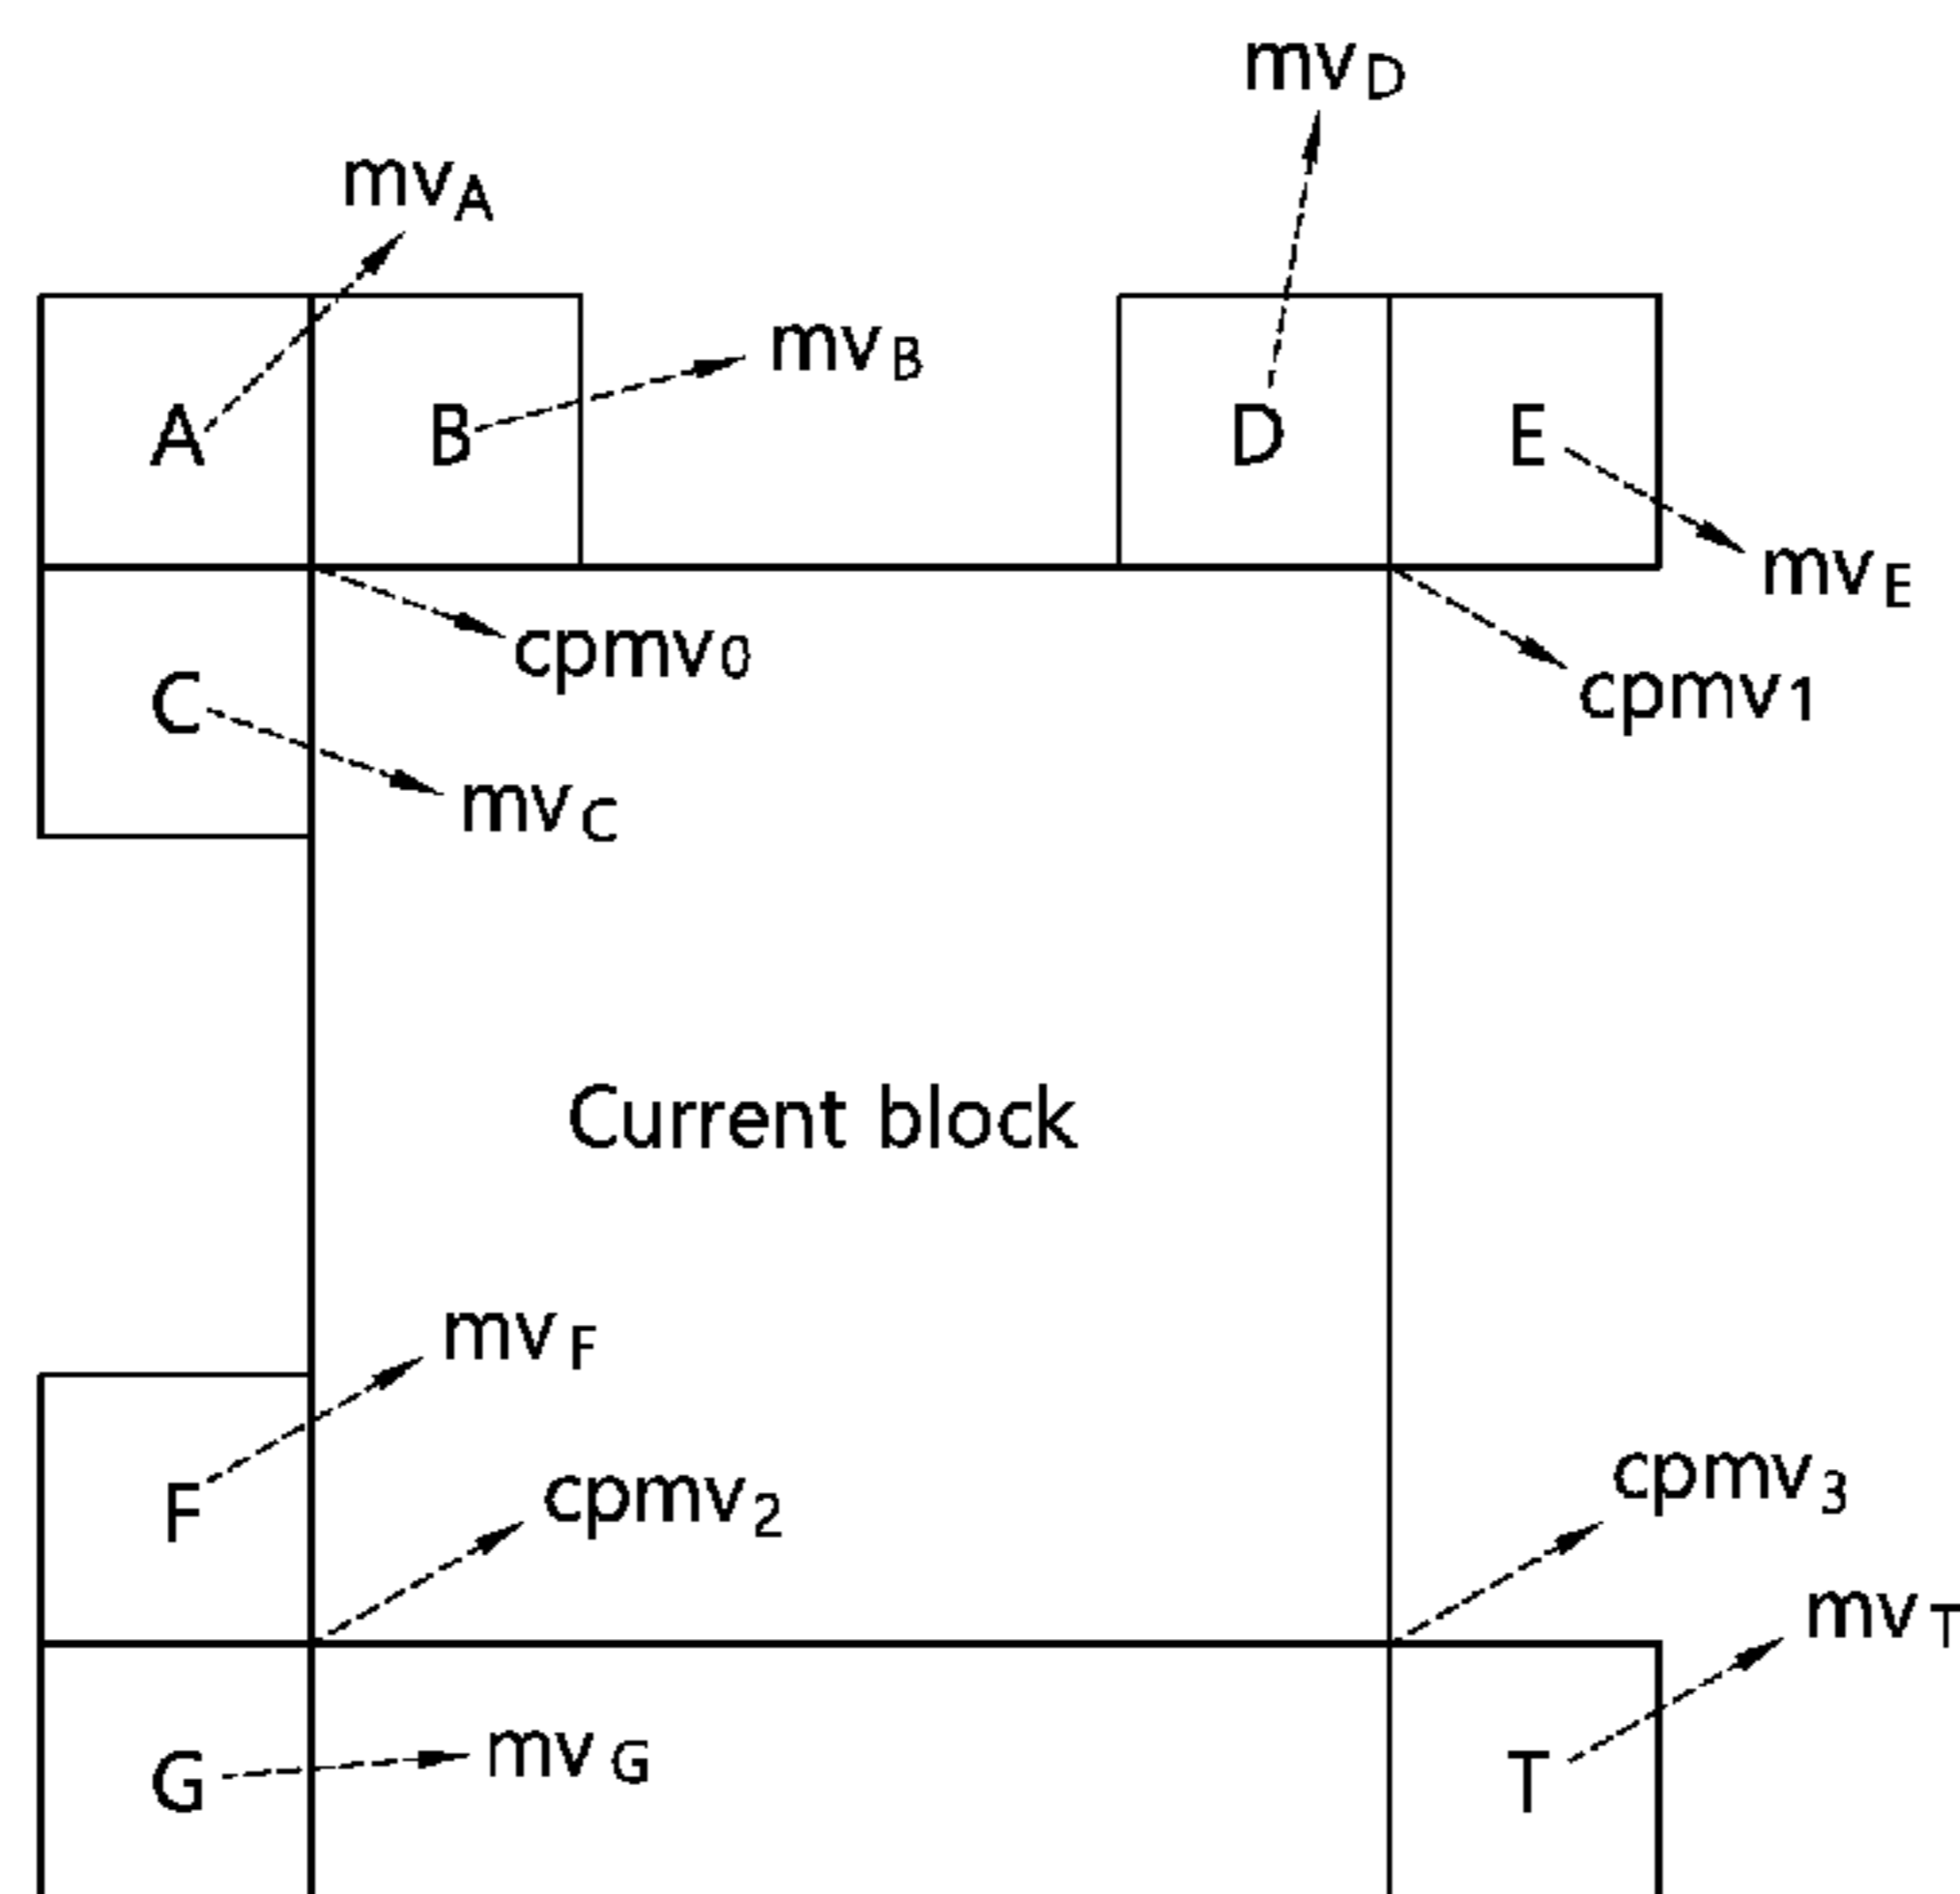 mvD
mvA
mvB
A
B
D
E
mvE
cpmv0
cpmv1
C
mvC
Current block
mvF
F
cpmv2
cpmv3
mvT
G
mvG
T